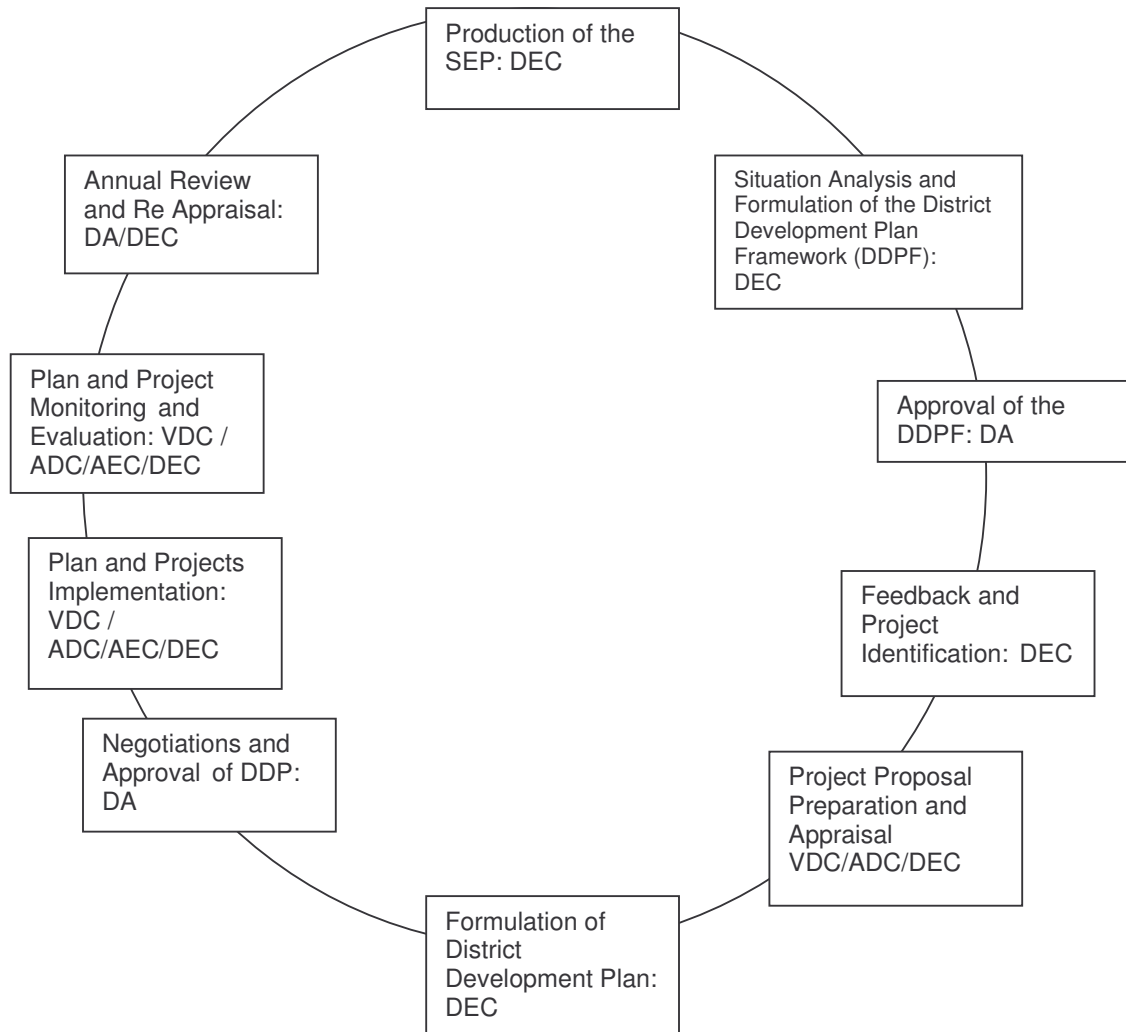 Production of the
SEP: DEC
Situation Analysis and
Formulation of the District
Development Plan
Framework (DDPF):
DEC
Approval of the
DDPF: DA
Feedback and
Project
Identification: DEC
Project Proposal
Preparation and
Appraisal
VDC/ADC/DEC
Formulation of
District
Development Plan:
DEC
Negotiations and
Approval of DDP:
DA
Plan and Projects
Implementation:
VDC /
ADC/AEC/DEC
Plan and Project
Monitoring and
Evaluation: VDC /
ADC/AEC/DEC
Annual Review
and Re Appraisal:
DA/DEC